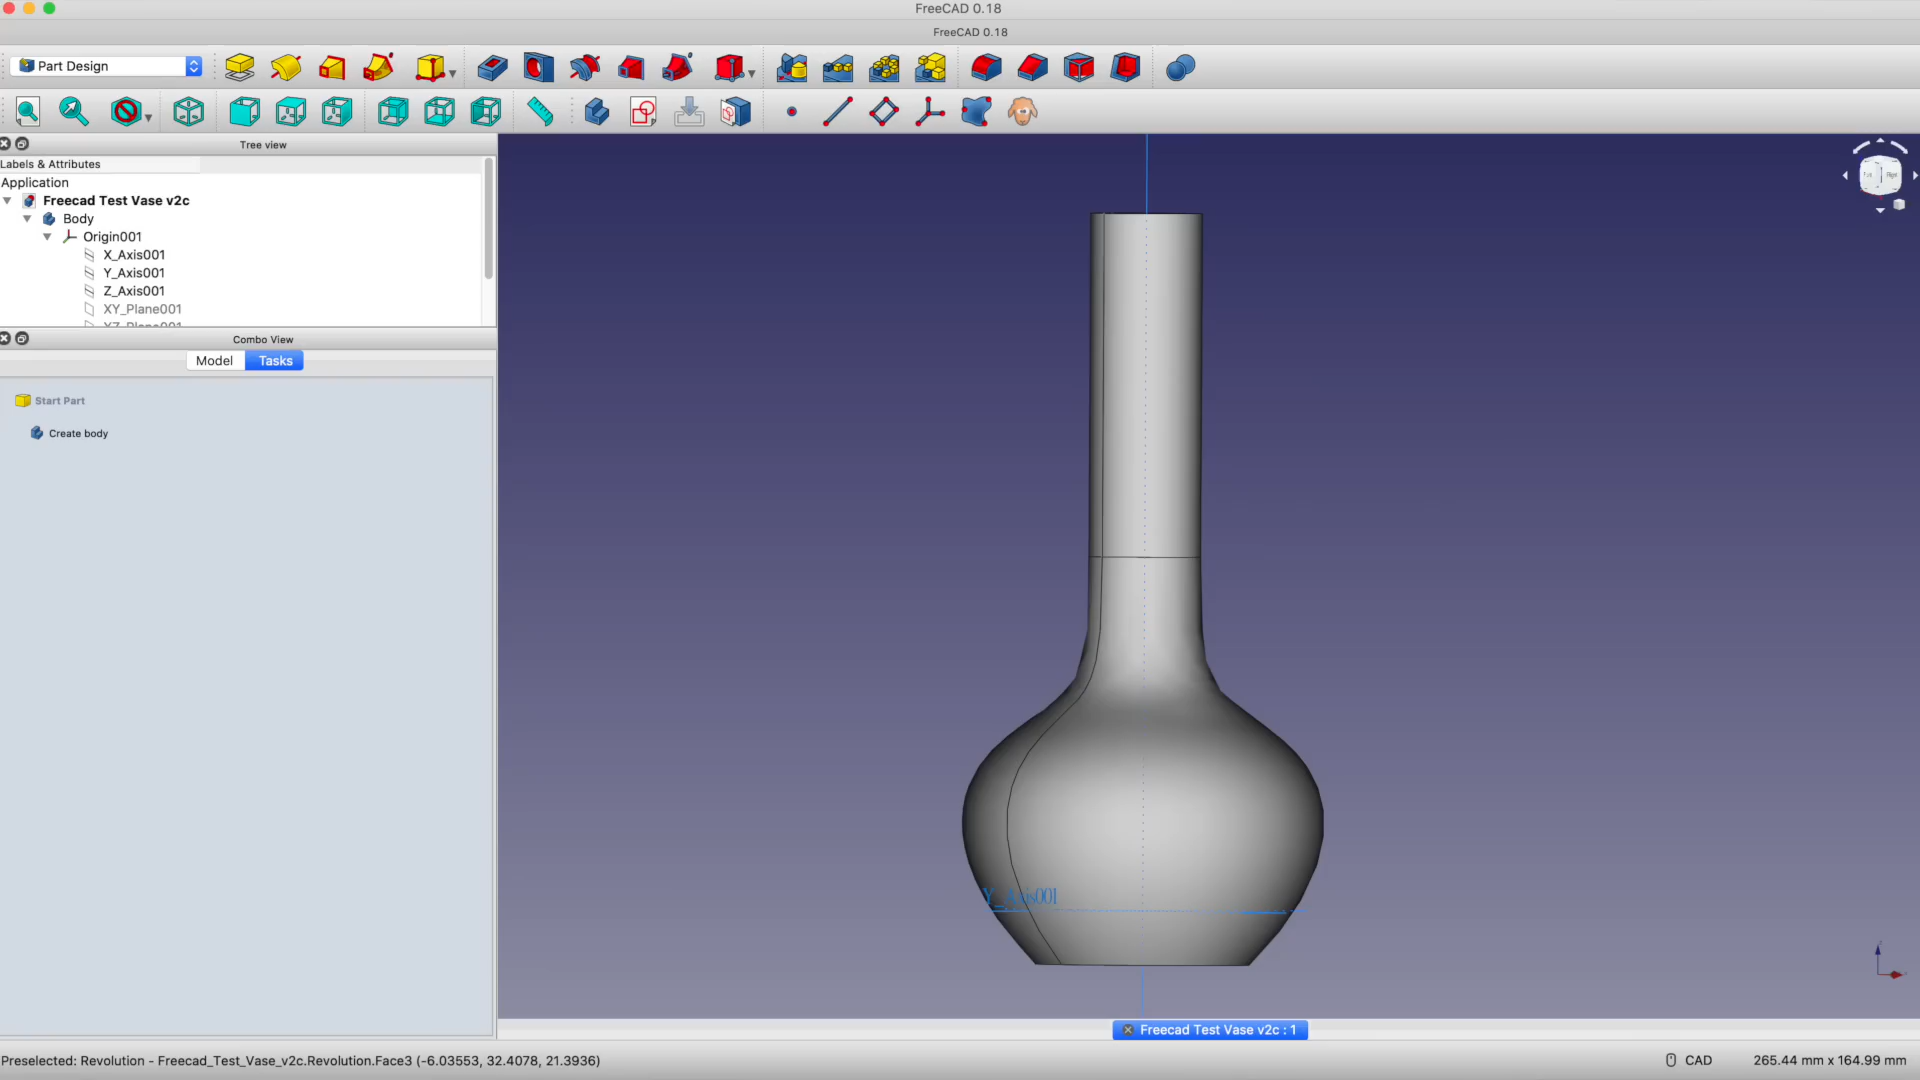 FreeCAD 0.18
FreeCAD 0.18
Part Design
Tree view
Labels & Attributes
Application
Freecad Test Vase v2c
Body
Origin001
X_Axis001
Y_Axis001
Z_Axis001
XY_Plane001
XZ_Plane001
Combo View
Model Tasks
Start Part
Create body
Right
Y_Axis001
Freecad Test Vase v2c : 1
Preselected: Revolution - Freecad_Test_Vase_v2c.Revolution.Face3 (-6.03553, 32.4078, 21.3936)
CAD
265.44 mm x 164.99 mm